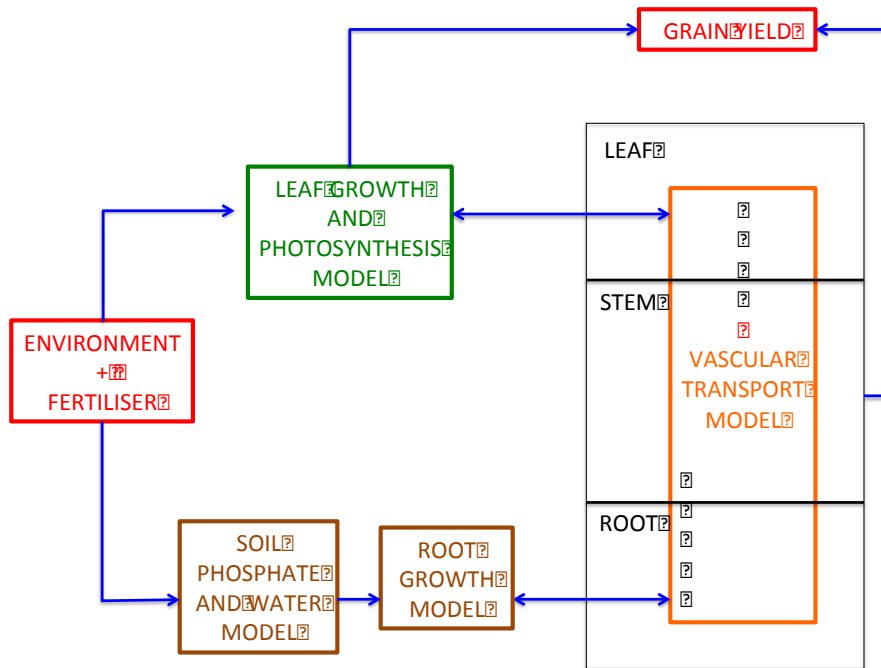 GRAIN YIELD
LEAF
LEAF GROWTH
AND
PHOTOSYNTHESIS
MODEL
STEM
ENVIRONMENT
+
FERTILISER
VASCULAR
TRANSPORT
MODEL
ROOT
SOIL
PHOSPHATE
AND WATER
MODEL
ROOT
GROWTH
MODEL